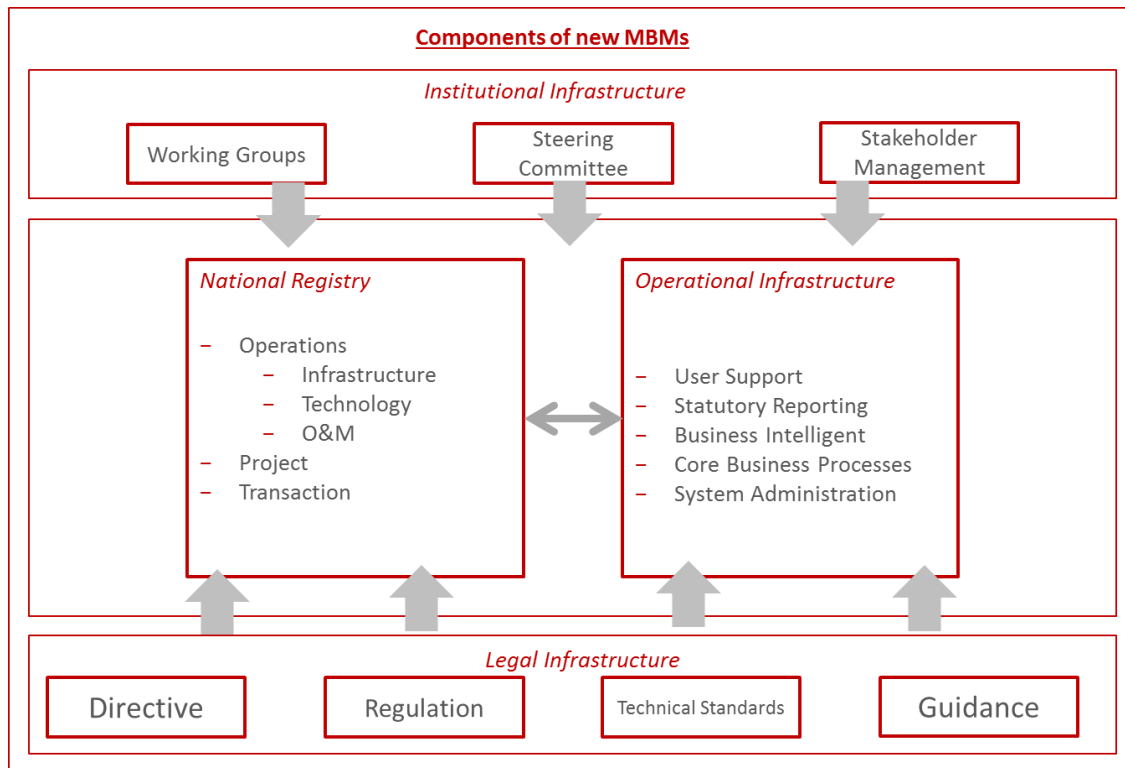 Components of new MBMs
Institutional Infrastructure
Working Groups
Steering
Committee
Stakeholder
Management
National Registry
– Operations
– Infrastructure
– Technology
– O&M
– Project
– Transaction
Operational Infrastructure
– User Support
– Statutory Reporting
– Business Intelligent
– Core Business Processes
– System Administration
Legal Infrastructure
Directive
Regulation
Technical Standards
Guidance